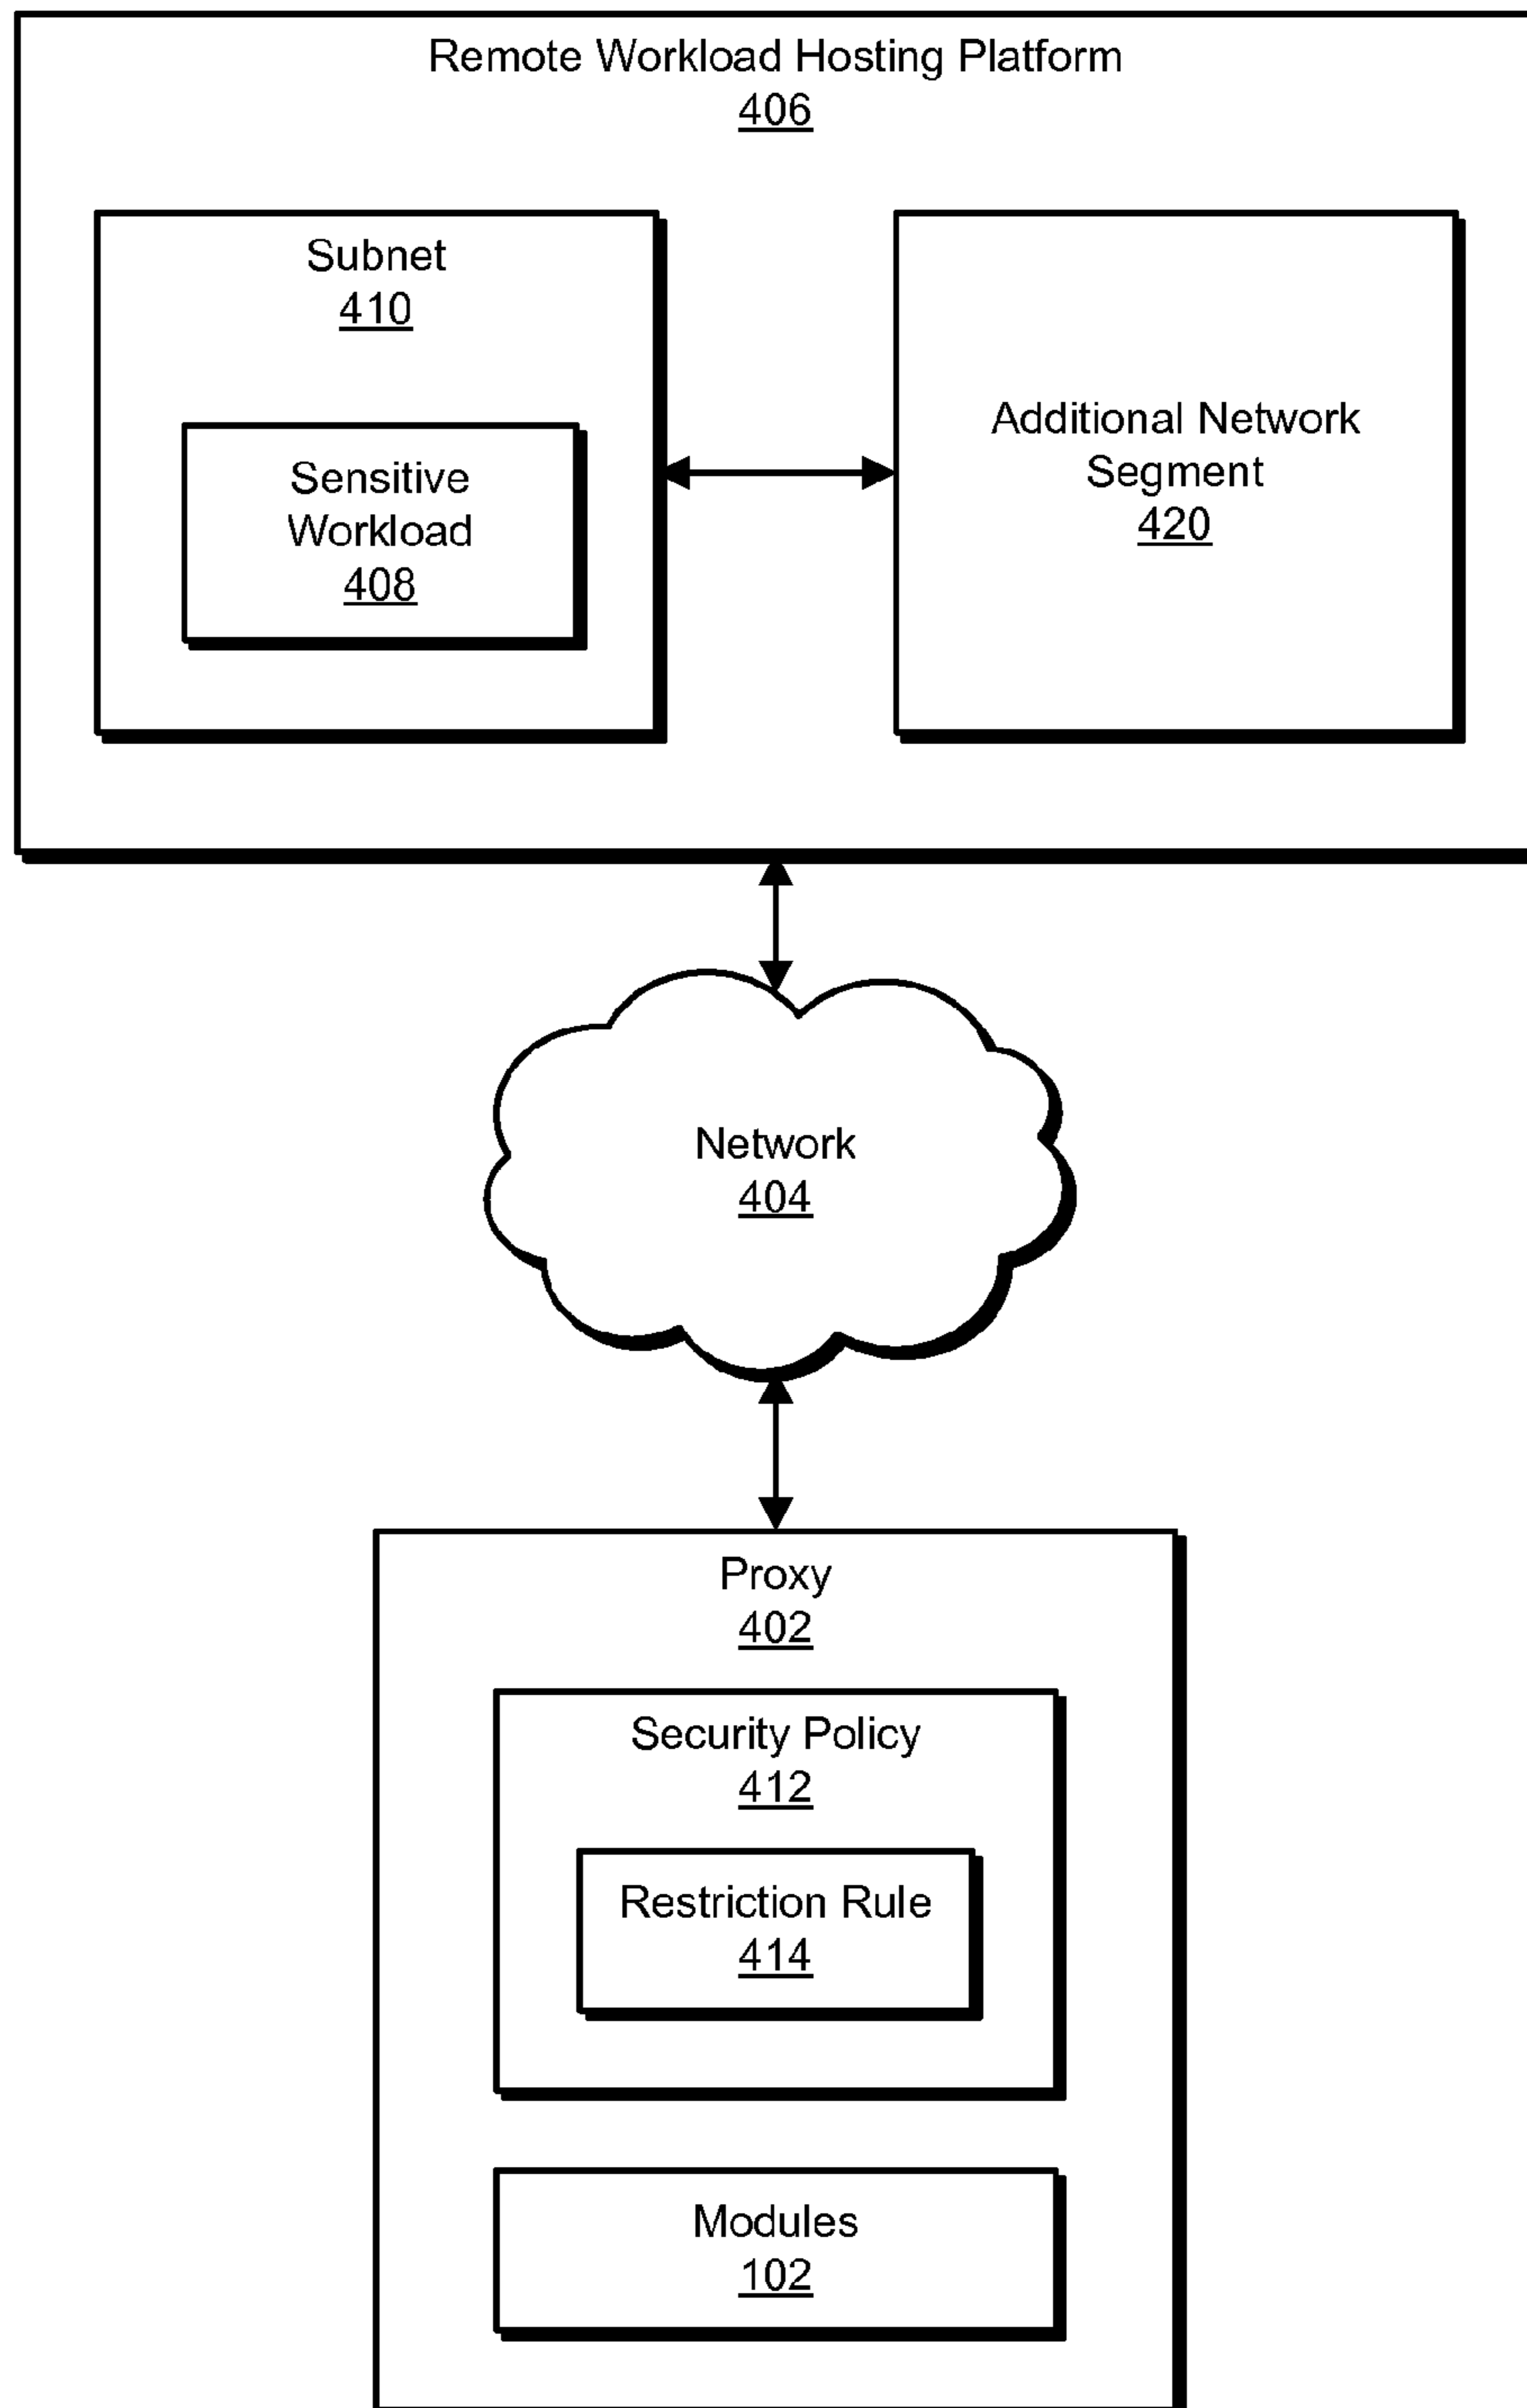 Remote Workload Hosting Platform
406
Subnet
410
Sensitive
Workload
408
Additional Network
Segment
420
Network
404
Proxy
402
Security Policy
412
Restriction Rule
414
Modules
102